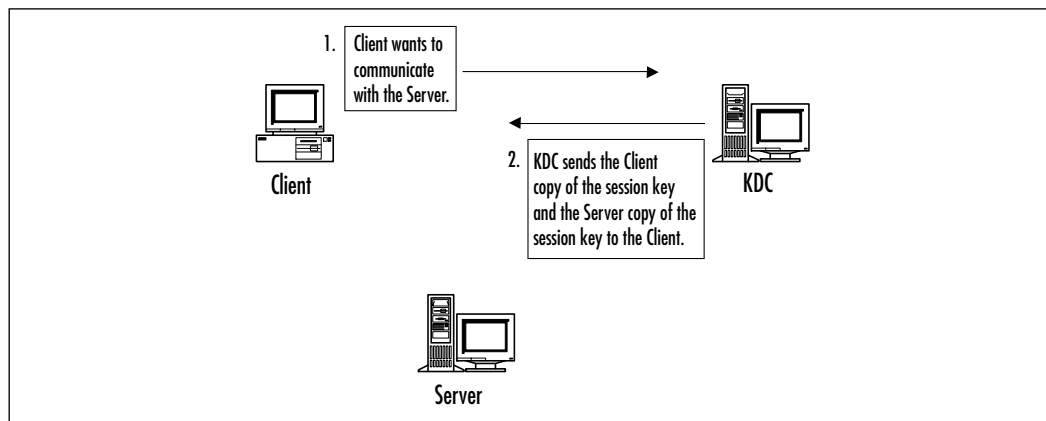 1. Client wants to
communicate
with the Server.
Client
2. KDC sends the Client
copy of the session key
and the Server copy of the
session key to the Client.
KDC
Server